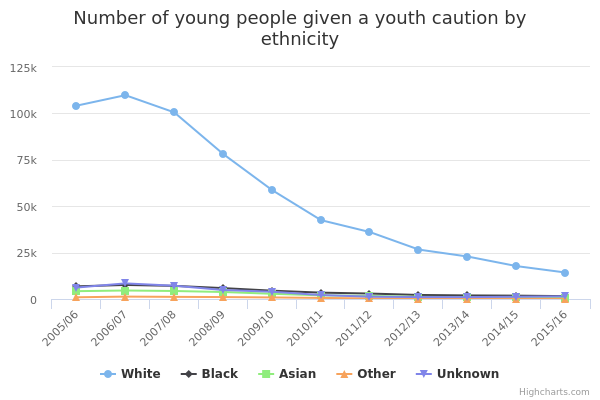 Number of young people given a youth caution by
ethnicity
125k
100k
75k
50k
25k
0
2005/06
2006/07
2007/08
2008/09
2009/10
2010/11
2011/12
2012/13
2013/14
2014/15
2015/16
White
Black
Asian
Other
Unknown
Highcharts.com